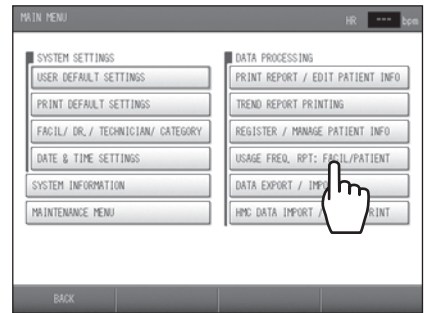 MAIN MENU
HR --- bpm
SYSTEM SETTINGS
USER DEFAULT SETTINGS
PRINT DEFAULT SETTINGS
FACIL/ DR./ TECHNICIAN/ CATEGORY
DATE & TIME SETTINGS
SYSTEM INFORMATION
MAINTENANCE MENU
DATA PROCESSING
PRINT REPORT / EDIT PATIENT INFO
TREND REPORT PRINTING
REGISTER / MANAGE PATIENT INFO
USAGE FREQ. RPT: FACIL/PATIENT
DATA EXPORT /
HMC DATA IMPORT /
BACK